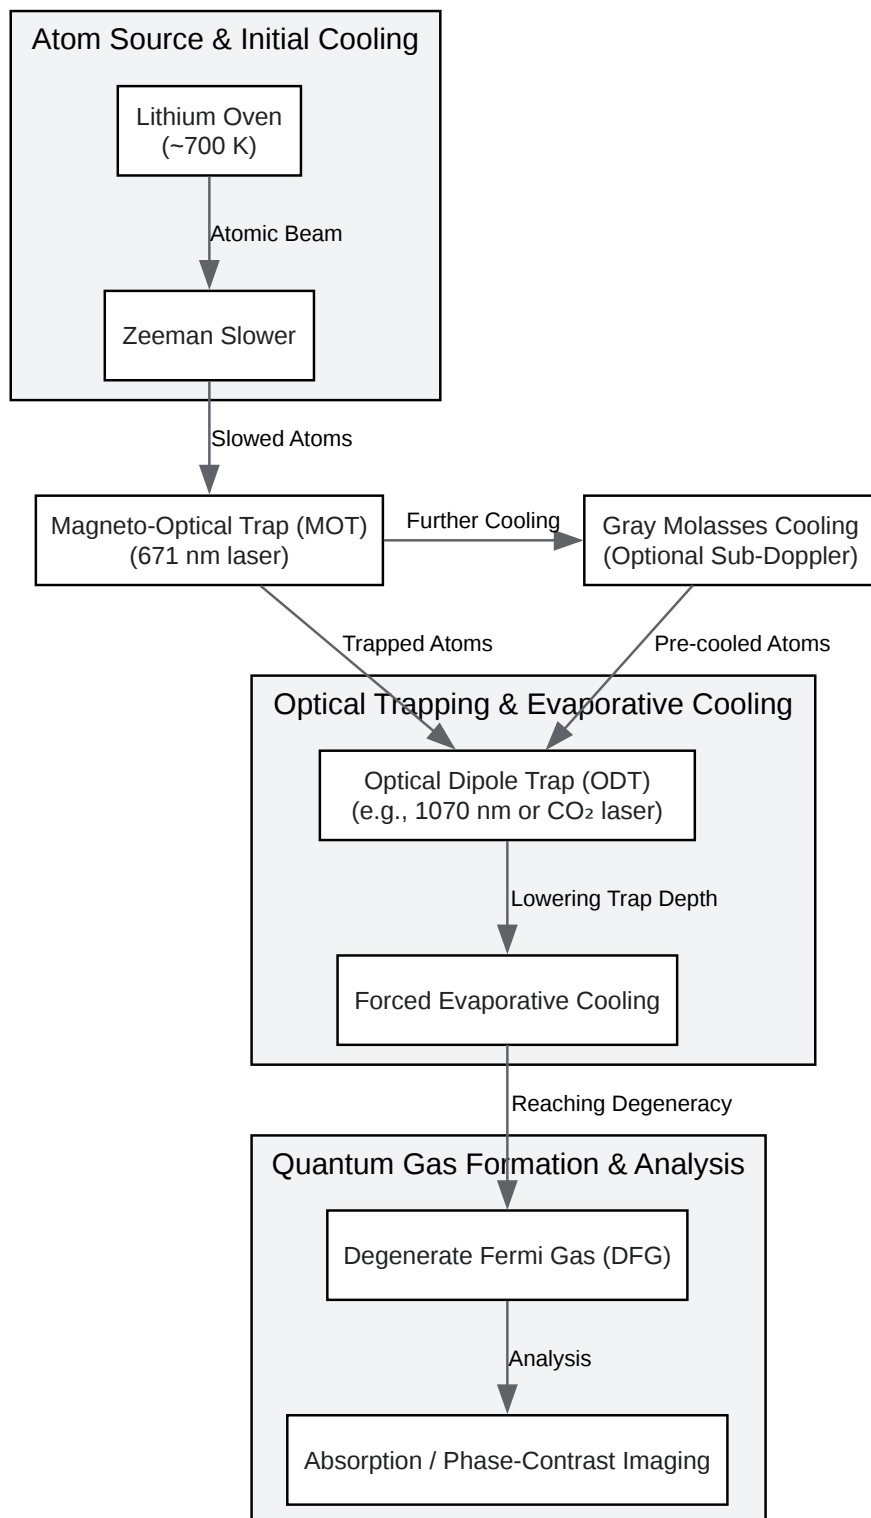 Atom Source & Initial Cooling
Lithium Oven
(~700 K)
Atomic Beam
Zeeman Slower
Slowed Atoms
Magneto-Optical Trap (MOT)
(671 nm laser)
Further Cooling
Gray Molasses Cooling
(Optional Sub-Doppler)
Trapped Atoms
Pre-cooled Atoms
Optical Trapping & Evaporative Cooling
Optical Dipole Trap (ODT)
(e.g., 1070 nm or CO₂ laser)
Lowering Trap Depth
Forced Evaporative Cooling
Reaching Degeneracy
Quantum Gas Formation & Analysis
Degenerate Fermi Gas (DFG)
Analysis
Absorption / Phase-Contrast Imaging